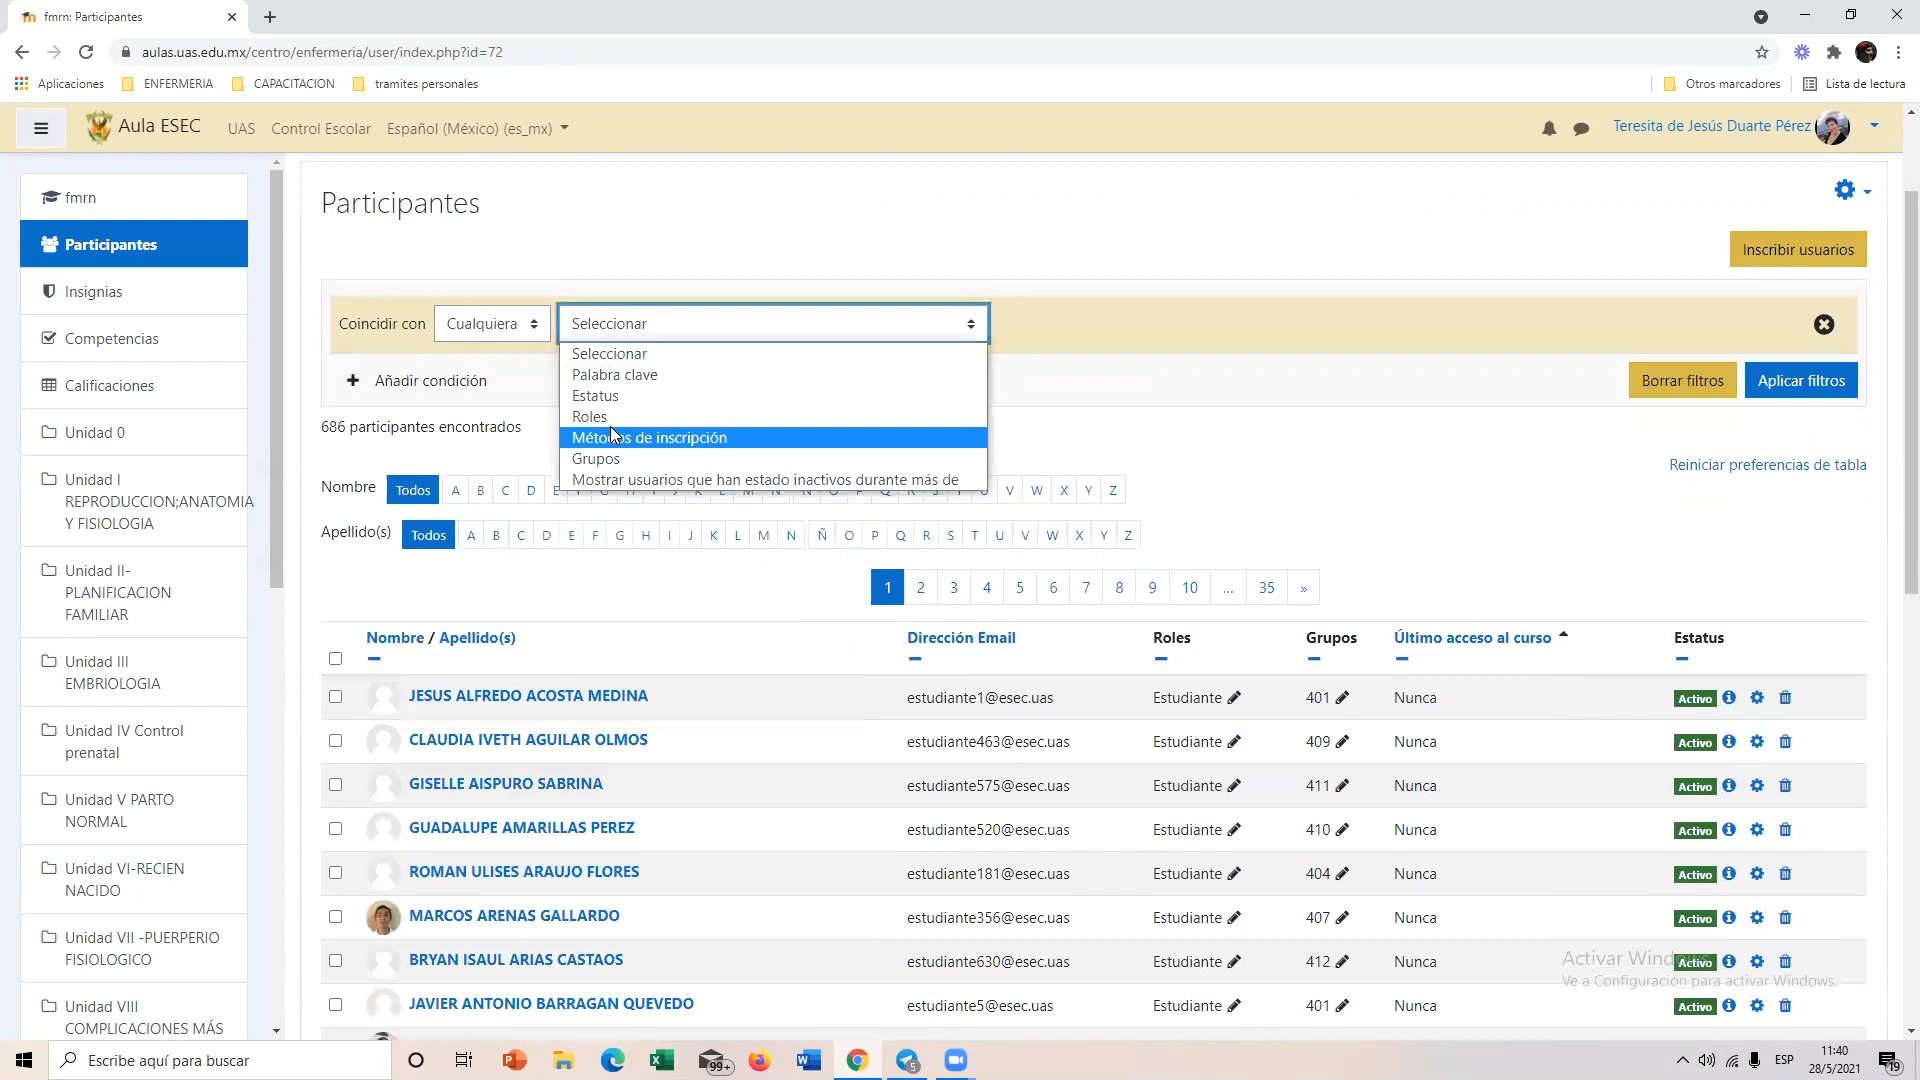 fmrn: Participantes
aulas.uas.edu.mx/centro/enfermeria/user/index.php?id=72
Aplicaciones ENFERMERIA CAPACITACION tramites personales Otros marcadores Lista de lectura
Aula ESEC UAS Control Escolar Español (México) (es_mx) Teresita de Jesús Duarte Pérez
fmrn
Participantes
Insignias
Competencias
Calificaciones
Unidad 0
Unidad I
REPRODUCCION;ANATOMIA
Y FISIOLOGIA
Unidad II-
PLANIFICACION
FAMILIAR
Unidad III
EMBRIOLOGIA
Unidad IV Control
prenatal
Unidad V PARTO
NORMAL
Unidad VI-RECIEN
NACIDO
Unidad VII -PUERPERIO
FISIOLOGICO
Unidad VIII
COMPLICACIONES MÁS
Participantes
Inscribir usuarios
Coincidir con Cualquiera Seleccionar
Seleccionar
Palabra clave
Estatus
Roles
Métodos de inscripción
Grupos
Mostrar usuarios que han estado inactivos durante más de
Añadir condición
Borrar filtros Aplicar filtros
686 participantes encontrados
Reiniciar preferencias de tabla
Nombre Todos A B C D E V W X Y Z
Apellido(s) Todos A B C D E F G H I J K L M N Ñ O P Q R S T U V W X Y Z
1 2 3 4 5 6 7 8 9 10 ... 35 »
Nombre / Apellido(s) Dirección Email Roles Grupos Último acceso al curso Estatus
JESUS ALFREDO ACOSTA MEDINA estudiante1@esec.uas Estudiante 401 Nunca Activo
CLAUDIA IVETH AGUILAR OLMOS estudiante463@esec.uas Estudiante 409 Nunca Activo
GISELLE AISPURO SABRINA estudiante575@esec.uas Estudiante 411 Nunca Activo
GUADALUPE AMARILLAS PEREZ estudiante520@esec.uas Estudiante 410 Nunca Activo
ROMAN ULISES ARAUJO FLORES estudiante181@esec.uas Estudiante 404 Nunca Activo
MARCOS ARENAS GALLARDO estudiante356@esec.uas Estudiante 407 Nunca Activo
BRYAN ISAUL ARIAS CASTAOS estudiante630@esec.uas Estudiante 412 Nunca Activo
JAVIER ANTONIO BARRAGAN QUEVEDO estudiante5@esec.uas Estudiante 401 Nunca Activo
Activar Windows
Ve a Configuración para activar Windows.
Escribe aquí para buscar
99+
5
ESP
11:40
28/5/2021
19